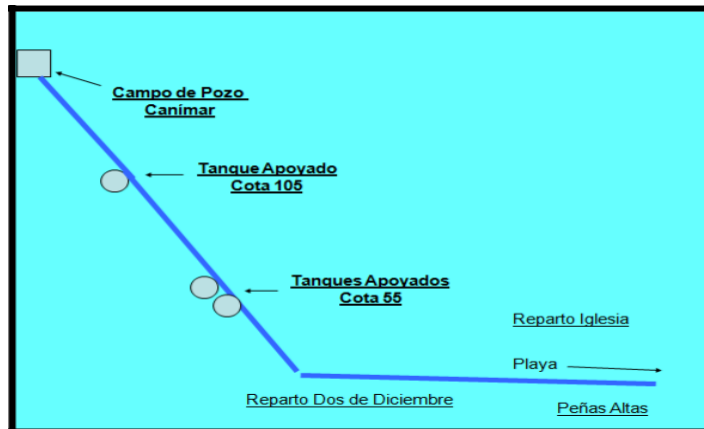 Campo de Pozo
Canímar
Tanque Apoyado
Cota 105
Tanques Apoyados
Cota 55
Reparto Iglesia
Playa
Reparto Dos de Diciembre
Peñas Altas